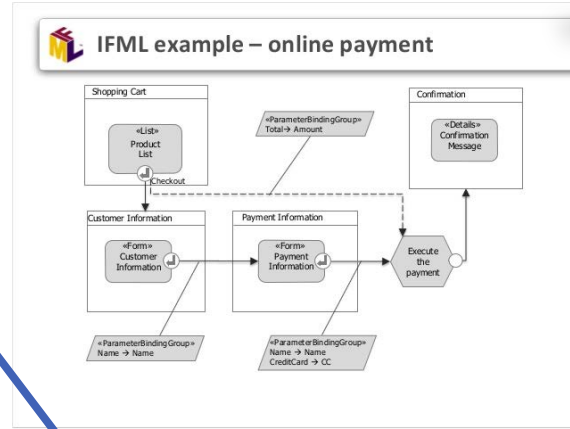 IFML example – online payment
Shopping Cart
«List»
Product
List
Checkout
«ParameterBindingGroup»
Total→ Amount
Confirmation
«Details»
Confirmation
Message
Customer Information
«Form»
Customer
Information
Payment Information
«Form»
Payment
Information
Execute
the
payment
«ParameterBindingGroup»
Name → Name
«ParameterBindingGroup»
Name → Name
CreditCard → CC